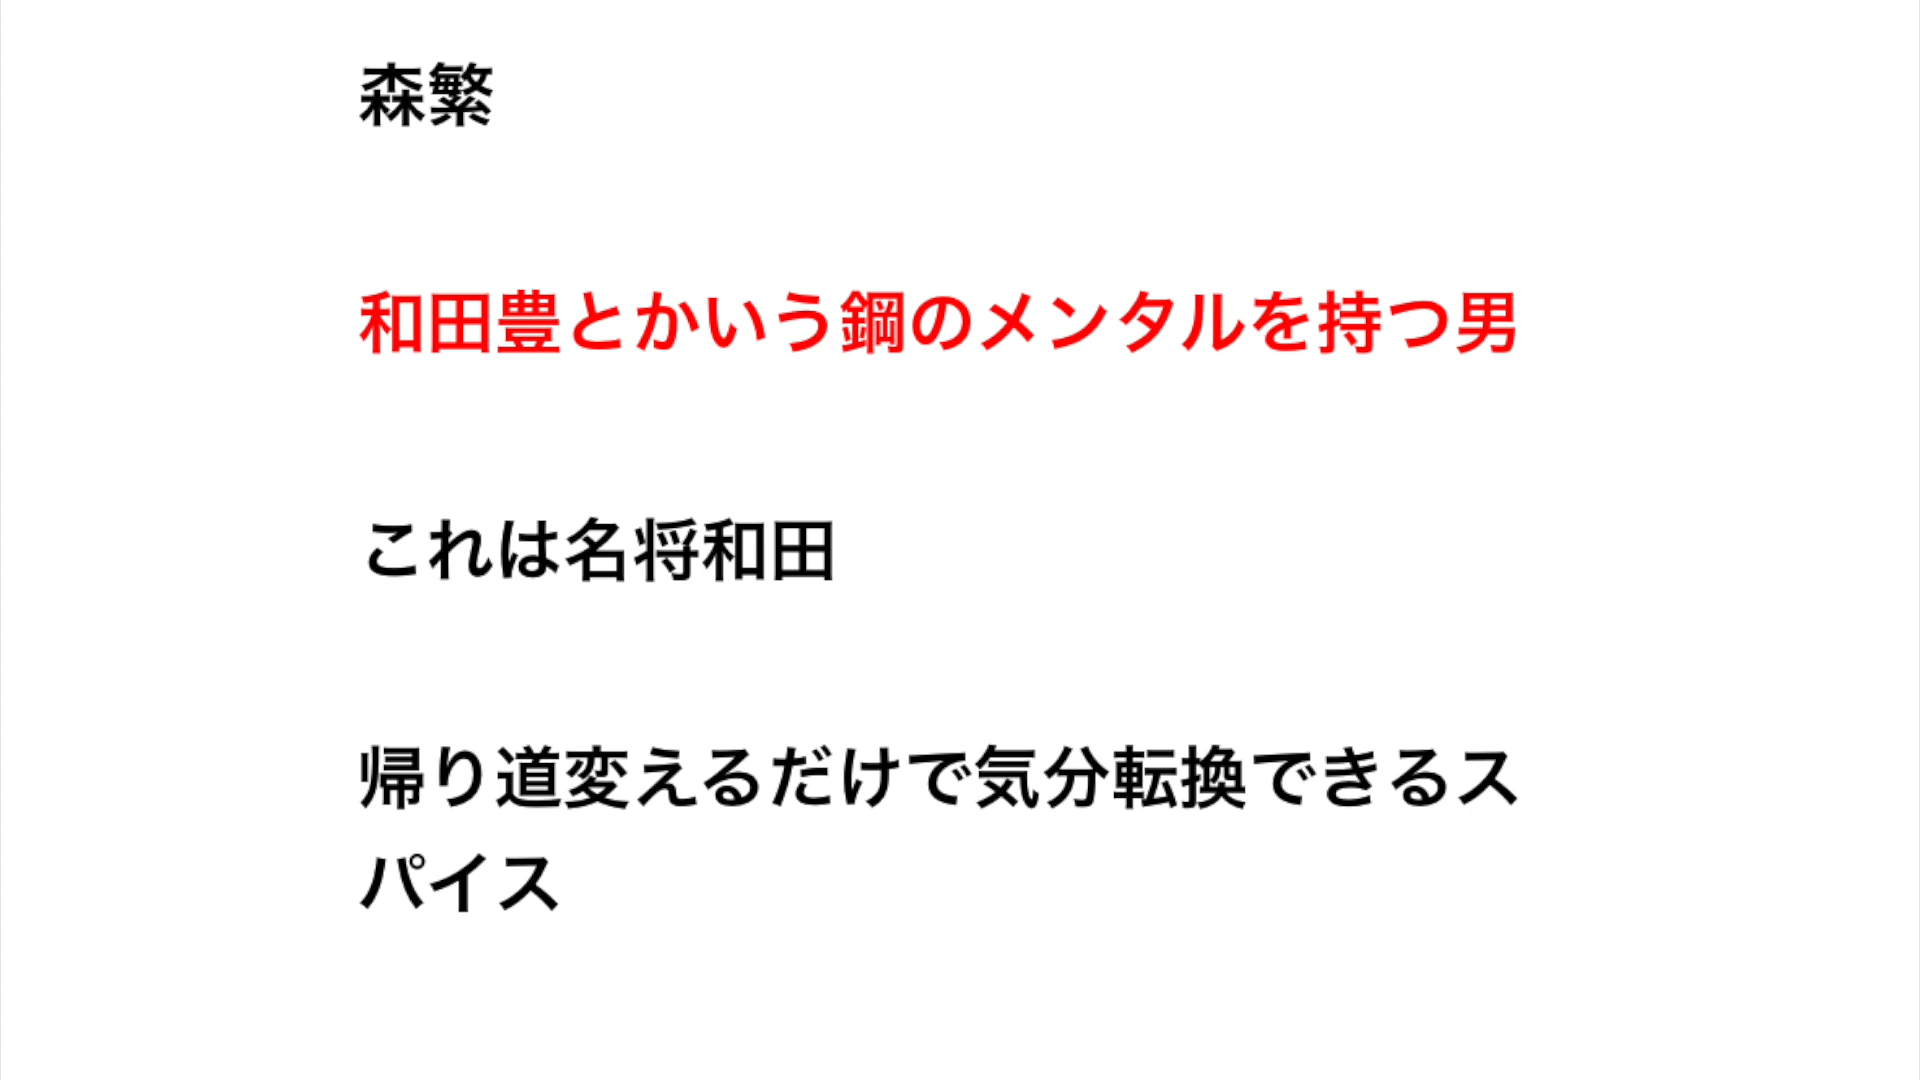 森繁
和田豊とかいう鋼のメンタルを持つ男
これは名将和田
帰り道変えるだけで気分転換できるス
パイス